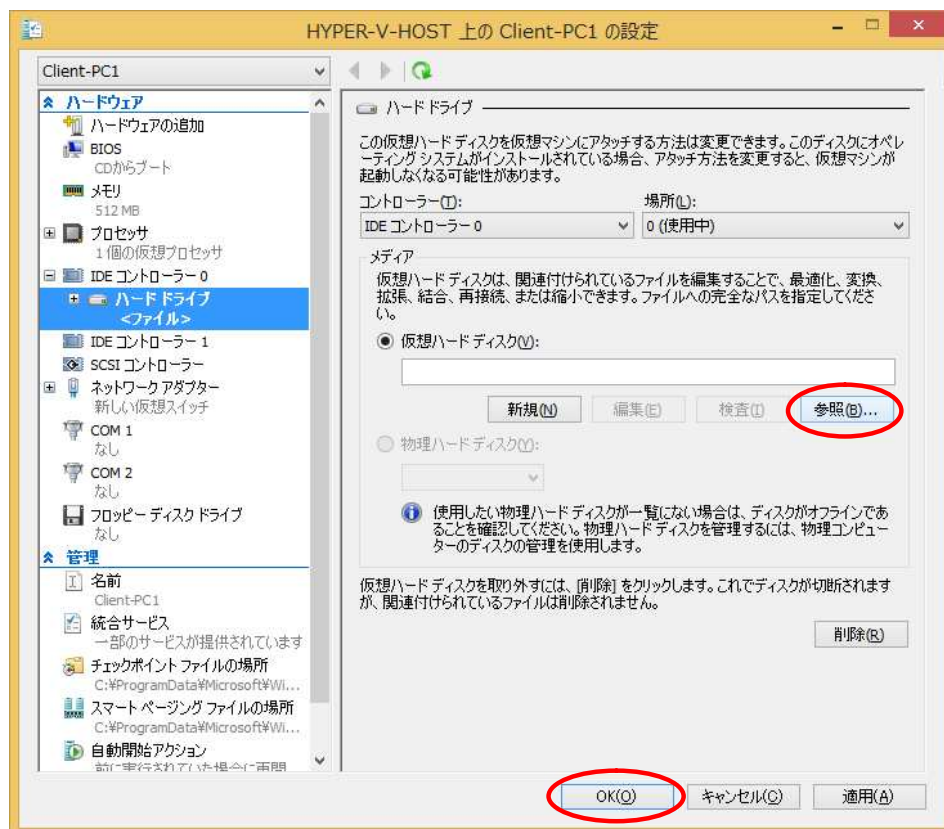 HYPER-V-HOST 上の Client-PC1 の設定
Client-PC1
ハードウェア
ハードウェアの追加
BIOS
CDからブート
メモリ
512 MB
プロセッサ
1 個の仮想プロセッサ
IDE コントローラー 0
ハード ドライブ
<ファイル>
IDE コントローラー 1
SCSI コントローラー
ネットワーク アダプター
新しい仮想スイッチ
COM 1
なし
COM 2
なし
フロッピー ディスク ドライブ
なし
管理
名前
Client-PC1
統合サービス
一部のサービスが提供されています
チェックポイント ファイルの場所
C:¥ProgramData¥Microsoft¥Wi...
スマート ページング ファイルの場所
C:¥ProgramData¥Microsoft¥Wi...
自動開始アクション
前に実行されていた場合に再開
ハード ドライブ
この仮想ハード ディスクを仮想マシンにアタッチする方法は変更できます。このディスクにオペレ
ーティング システムがインストールされている場合、アタッチ方法を変更すると、仮想マシンが
起動しなくなる可能性があります。
コントローラー(T): 場所(L):
IDE コントローラー 0 0 (使用中)
メディア
仮想ハード ディスクは、関連付けられているファイルを編集することで、最適化、変換、
拡張、結合、再接続、または縮小できます。ファイルへの完全なパスを指定してくださ
い。
仮想ハード ディスク(V):
新規(N) 編集(E) 検査(I) 参照(B)...
物理ハード ディスク(Y):
使用したい物理ハード ディスクが一覧にない場合は、ディスクがオフラインであ
ることを確認してください。物理ハード ディスクを管理するには、物理コンピュー
ターのディスクの管理を使用します。
仮想ハード ディスクを取り外すには、[削除] をクリックします。これでディスクが切断されます
が、関連付けられているファイルは削除されません。
削除(R)
OK(O) キャンセル(C) 適用(A)